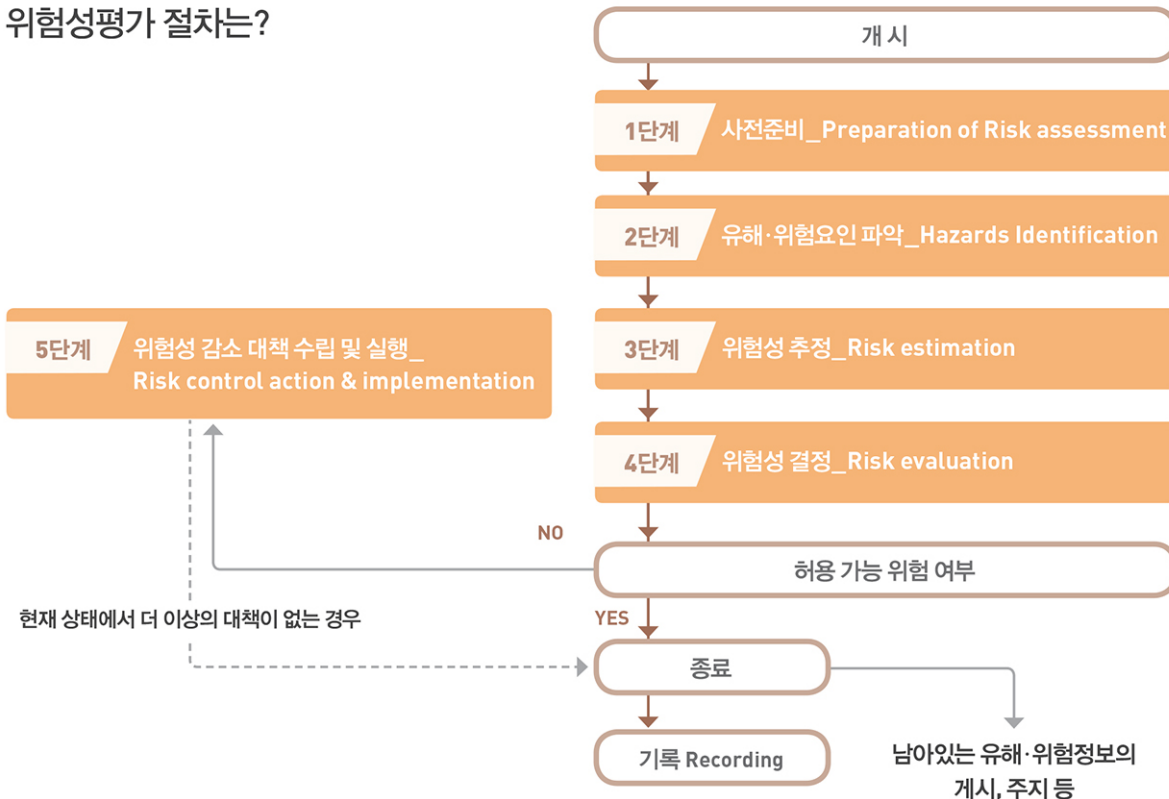 위험성평가 절차는?
개 시
1단계
사전준비_Preparation of Risk assessment
2단계
유해·위험요인 파악_Hazards Identification
3단계
위험성 추정_Risk estimation
4단계
위험성 결정_Risk evaluation
5단계
위험성 감소 대책 수립 및 실행_
Risk control action & implementation
NO
허용 가능 위험 여부
현재 상태에서 더 이상의 대책이 없는 경우
YES
종료
기록 Recording
남아있는 유해·위험정보의
게시, 주지 등